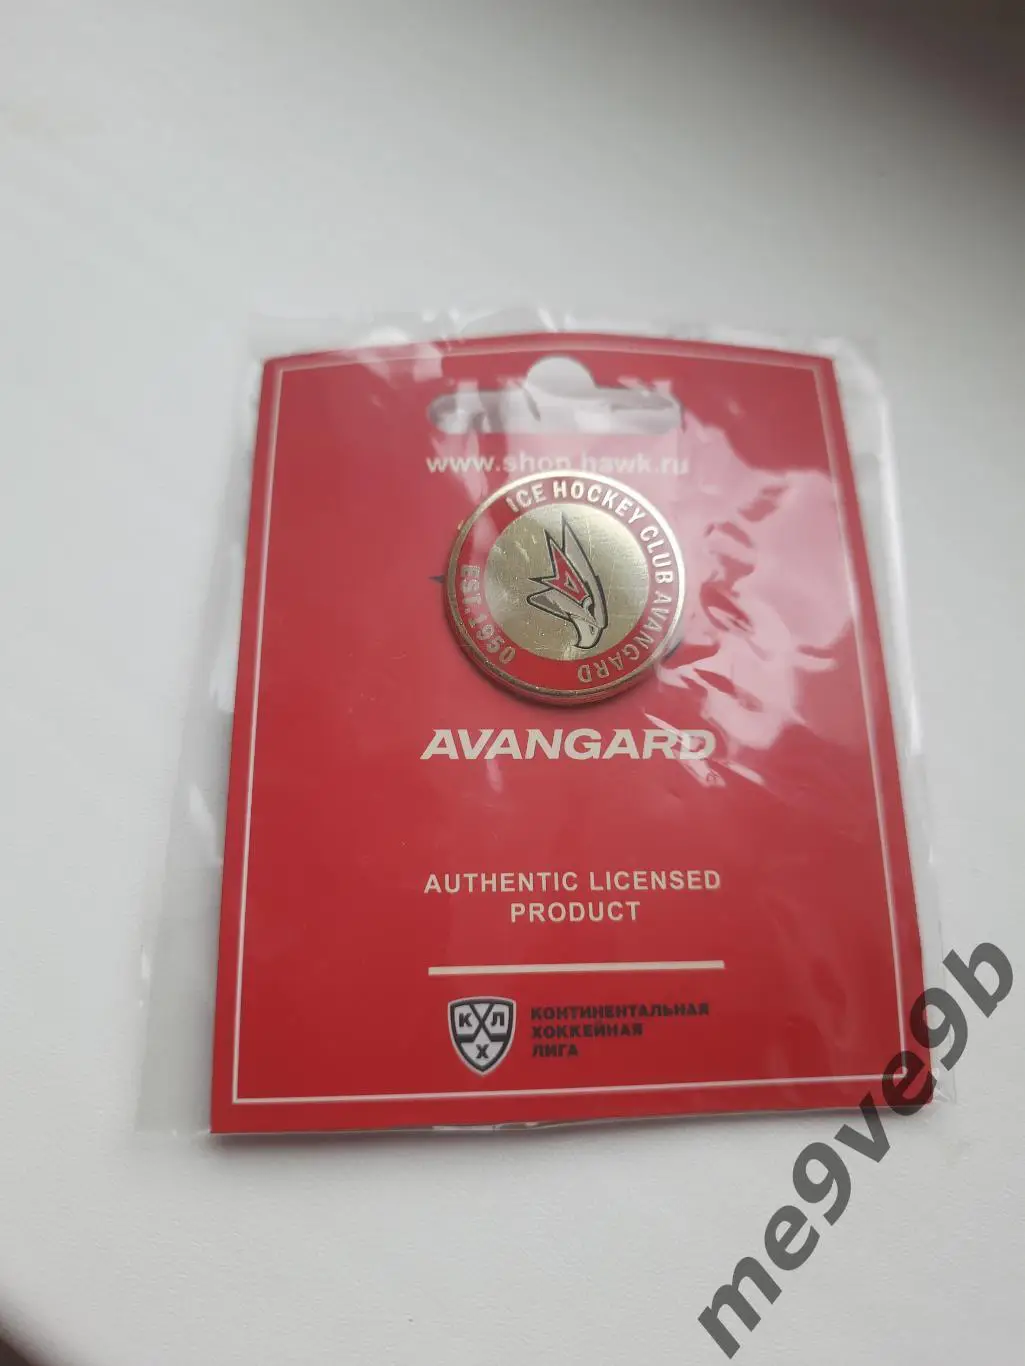 www.shop.hawk.ru
ICE HOCKEY CLUB AVANGARD
EST. 1950
AVANGARD
AUTHENTIC LICENSED
PRODUCT
КХЛ
КОНТИНЕНТАЛЬНАЯ
ХОККЕЙНАЯ
ЛИГА
me9ve9b